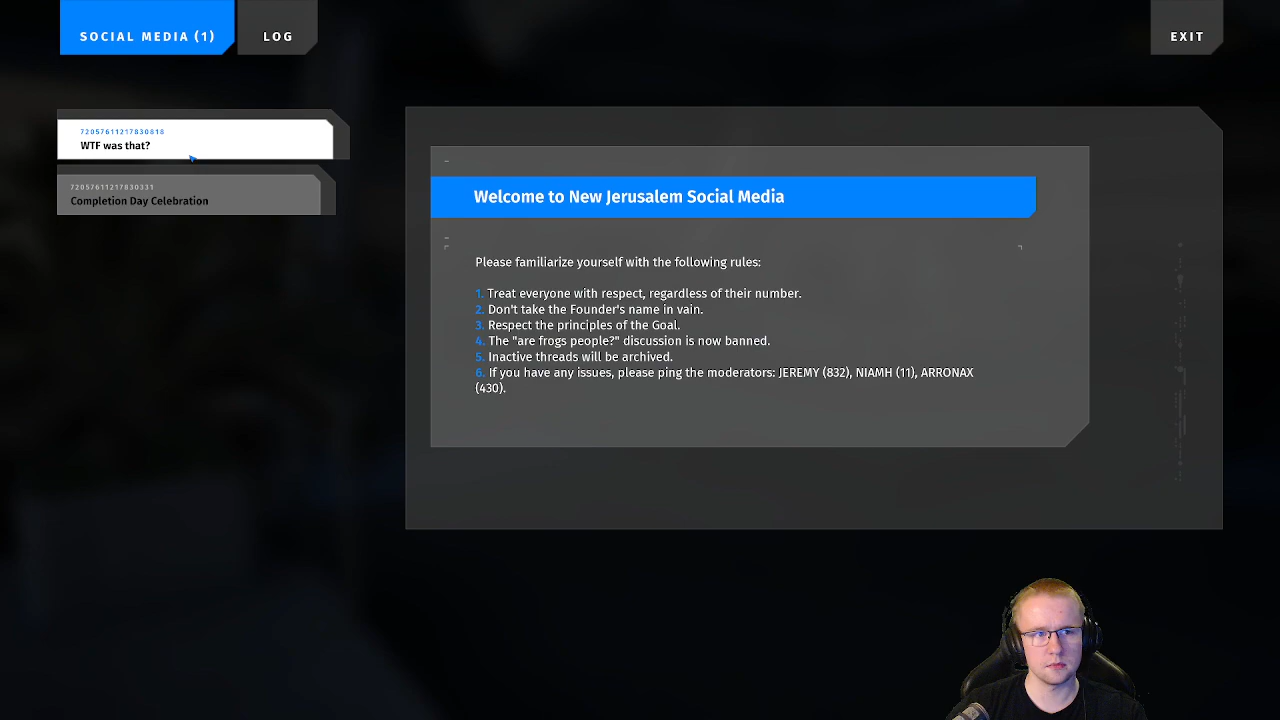 SOCIAL MEDIA (1)
LOG
EXIT
72057611217830818
WTF was that?
72057611217830331
Completion Day Celebration
Welcome to New Jerusalem Social Media
Please familiarize yourself with the following rules:
1. Treat everyone with respect, regardless of their number.
2. Don't take the Founder's name in vain.
3. Respect the principles of the Goal.
4. The "are frogs people?" discussion is now banned.
5. Inactive threads will be archived.
6. If you have any issues, please ping the moderators: JEREMY (832), NIAMH (11), ARRONAX
(430).